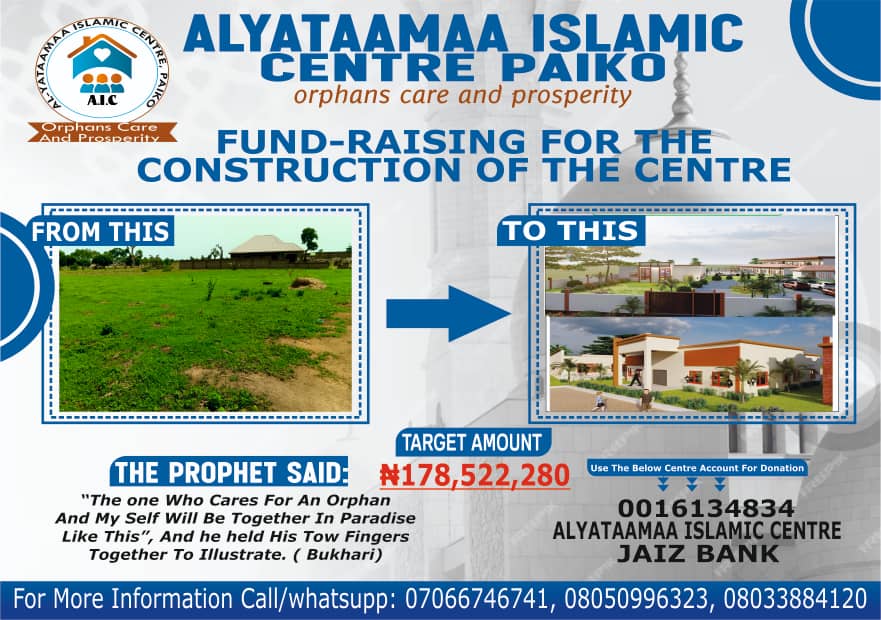 AL-YATAAMAA ISLAMIC CENTRE, PAIKO
A.I.C
Orphans Care
And Prosperity
ALYATAAMAA ISLAMIC
CENTRE PAIKO
orphans care and prosperity
FUND-RAISING FOR THE
CONSTRUCTION OF THE CENTRE
FROM THIS
TO THIS
TARGET AMOUNT
₦178,522,280
THE PROPHET SAID:
“The one Who Cares For An Orphan
And My Self Will Be Together In Paradise
Like This”, And he held His Tow Fingers
Together To Illustrate. ( Bukhari)
Use The Below Centre Account For Donation
0016134834
ALYATAAMAA ISLAMIC CENTRE
JAIZ BANK
For More Information Call/whatsupp: 07066746741, 08050996323, 08033884120